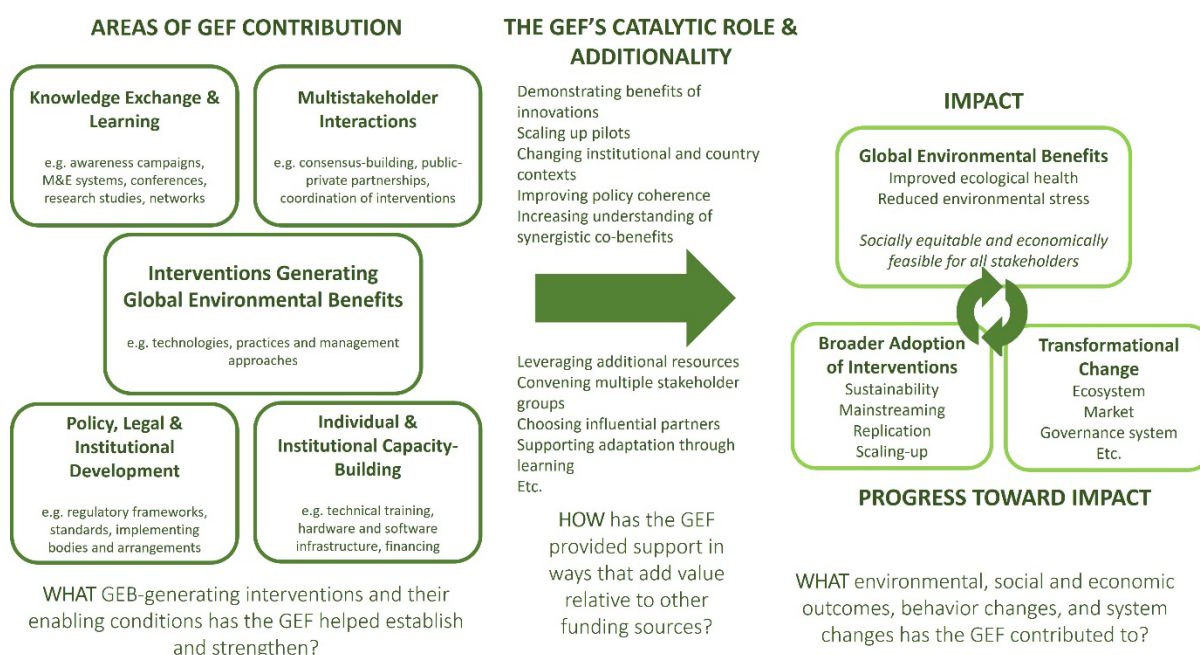 AREAS OF GEF CONTRIBUTION
Knowledge Exchange &
Learning
e.g. awareness campaigns,
M&E systems, conferences,
research studies, networks
Multistakeholder
Interactions
e.g. consensus-building, public-
private partnerships,
coordination of interventions
Interventions Generating
Global Environmental Benefits
e.g. technologies, practices and management
approaches
Policy, Legal &
Institutional
Development
e.g. regulatory frameworks,
standards, implementing
bodies and arrangements
Individual &
Institutional Capacity-
Building
e.g. technical training,
hardware and software
infrastructure, financing
WHAT GEB-generating interventions and their
enabling conditions has the GEF helped establish
and strengthen?
THE GEF'S CATALYTIC ROLE &
ADDITIONALITY
Demonstrating benefits of
innovations
Scaling up pilots
Changing institutional and country
contexts
Improving policy coherence
Increasing understanding of
synergistic co-benefits
Leveraging additional resources
Convening multiple stakeholder
groups
Choosing influential partners
Supporting adaptation through
learning
Etc.
HOW has the GEF
provided support in
ways that add value
relative to other
funding sources?
IMPACT
Global Environmental Benefits
Improved ecological health
Reduced environmental stress
Socially equitable and economically
feasible for all stakeholders
Broader Adoption
of Interventions
Sustainability
Mainstreaming
Replication
Scaling-up
Transformational
Change
Ecosystem
Market
Governance system
Etc.
PROGRESS TOWARD IMPACT
WHAT environmental, social and economic
outcomes, behavior changes, and system
changes has the GEF contributed to?